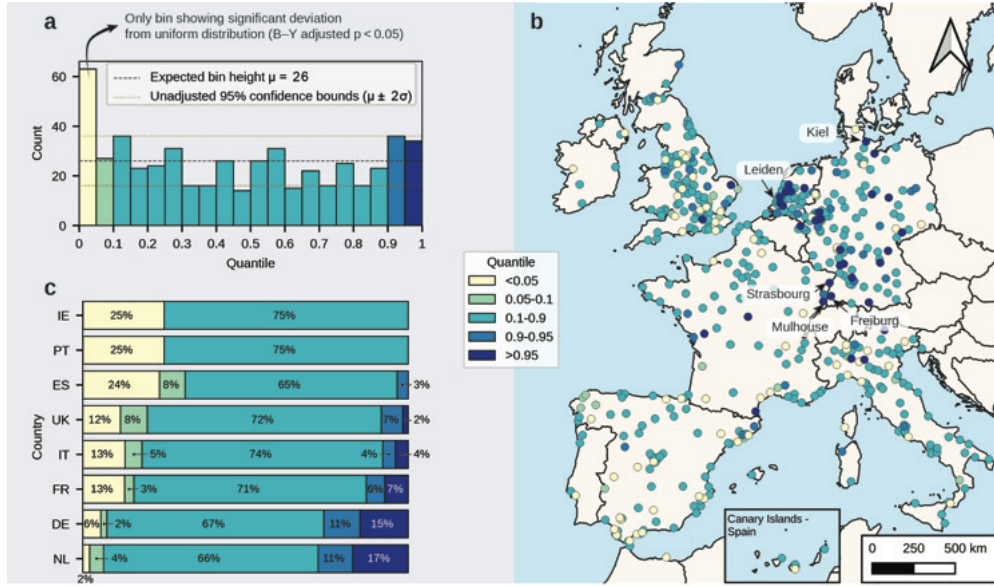 a
Only bin showing significant deviation
from uniform distribution (B–Y adjusted p < 0.05)
Expected bin height μ = 26
Unadjusted 95% confidence bounds (μ ± 2σ)
60
40
20
0
Count
0 0.1 0.2 0.3 0.4 0.5 0.6 0.7 0.8 0.9 1
Quantile
c
Country
IE 25% 75%
PT 25% 75%
ES 24% 8% 65% 3%
UK 12% 8% 72% 7% 2%
IT 13% 5% 74% 4% 4%
FR 13% 3% 71% 6% 7%
DE 6% 2% 67% 11% 15%
NL 2% 4% 66% 11% 17%
Quantile
<0.05
0.05-0.1
0.1-0.9
0.9-0.95
>0.95
b
Kiel
Leiden
Strasbourg
Mulhouse
Freiburg
Canary Islands -
Spain
0 250 500 km